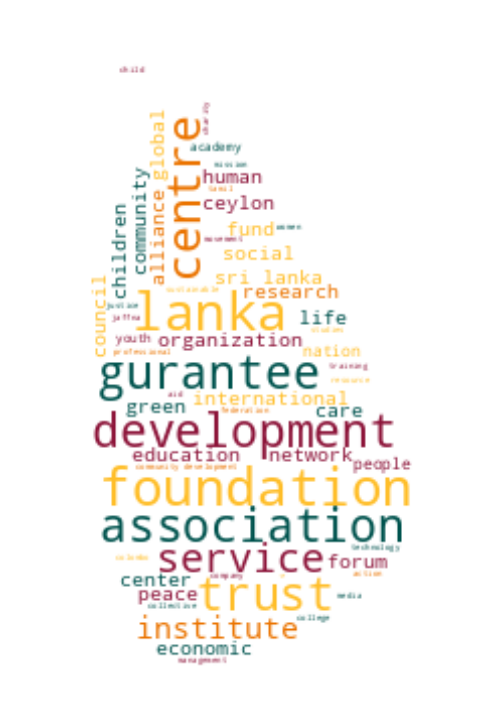 child
charity
global
centre
academy
mission
community
human
tamil
alliance
ceylon
children
fund
women
movement
social
sri lanka
council
sustainable
research
lanka
justice
life
jaffna
studies
youth
organization
nation
professional
gurantee
training
resource
aid
international
green
federation
care
development
education
network
people
community development
foundation
association
technology
service
forum
colombo
center
company
action
trust
peace
media
collective
college
institute
economic
management